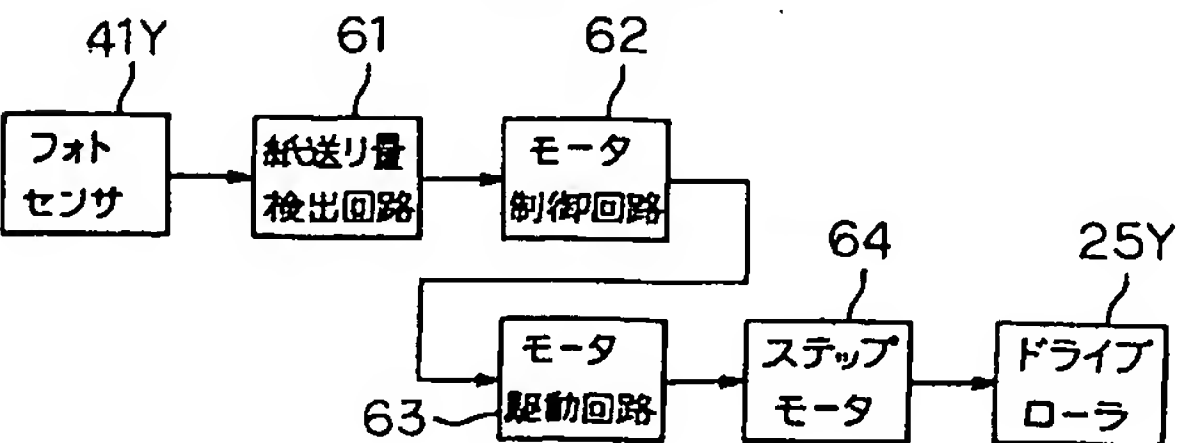 41Y
61
62
フォト
センサ
紙送り量
検出回路
モータ
制御回路
64
25Y
モータ
駆動回路
63
ステップ
モータ
ドライブ
ローラ